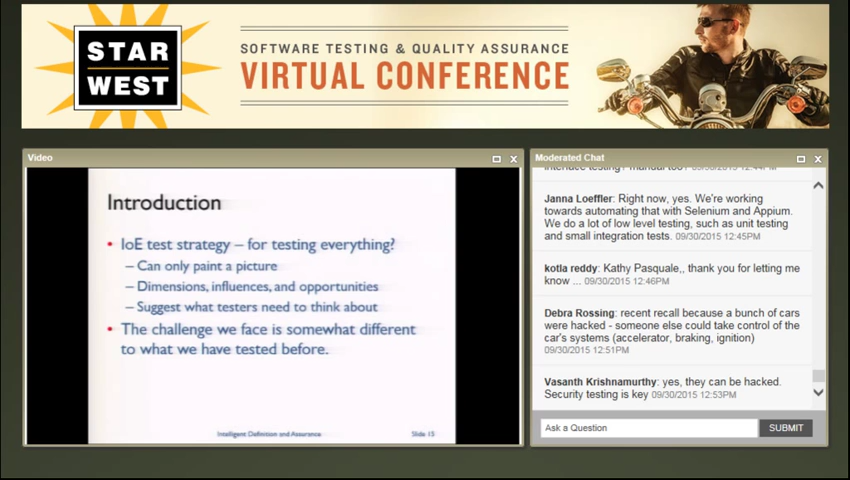 STAR
WEST
SOFTWARE TESTING & QUALITY ASSURANCE
VIRTUAL CONFERENCE
Video
Introduction
• IoE test strategy – for testing everything?
– Can only paint a picture
– Dimensions, influences, and opportunities
– Suggest what testers need to think about
• The challenge we face is somewhat different
to what we have tested before.
Intelligent Definition and Assurance
Slide 15
Moderated Chat
interface testing? manual too?
Janna Loeffler: Right now, yes. We're working
towards automating that with Selenium and Appium.
We do a lot of low level testing, such as unit testing
and small integration tests. 09/30/2015 12:45PM
kotla reddy: Kathy Pasquale,, thank you for letting me
know ... 09/30/2015 12:46PM
Debra Rossing: recent recall because a bunch of cars
were hacked - someone else could take control of the
car's systems (accelerator, braking, ignition)
09/30/2015 12:51PM
Vasanth Krishnamurthy: yes, they can be hacked.
Security testing is key 09/30/2015 12:53PM
Ask a Question
SUBMIT